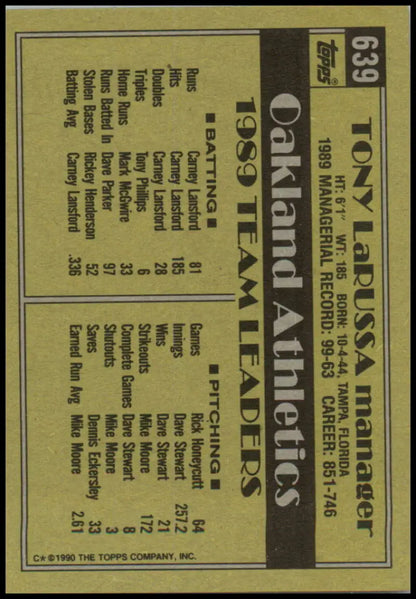 639
Topps®
TONY LaRUSSA manager
HT: 6'1" WT: 185 BORN: 10-4-44, TAMPA, FLORIDA
1989 MANAGERIAL RECORD: 99-63 CAREER: 851-746
Oakland Athletics
1989 TEAM LEADERS
■ BATTING ■
Runs Carney Lansford 81
Hits Carney Lansford 185
Doubles Carney Lansford 28
Triples Tony Phillips 6
Home Runs Mark McGwire 33
Runs Batted In Dave Parker 97
Stolen Bases Rickey Henderson 52
Batting Avg Carney Lansford .336
■ PITCHING ■
Games Rick Honeycutt 64
Innings Dave Stewart 257.2
Wins Dave Stewart 21
Strikeouts Mike Moore 172
Complete Games Dave Stewart 8
Shutouts Mike Moore 3
Saves Dennis Eckersley 33
Earned Run Avg Mike Moore 2.61
C★ © 1990 THE TOPPS COMPANY, INC.